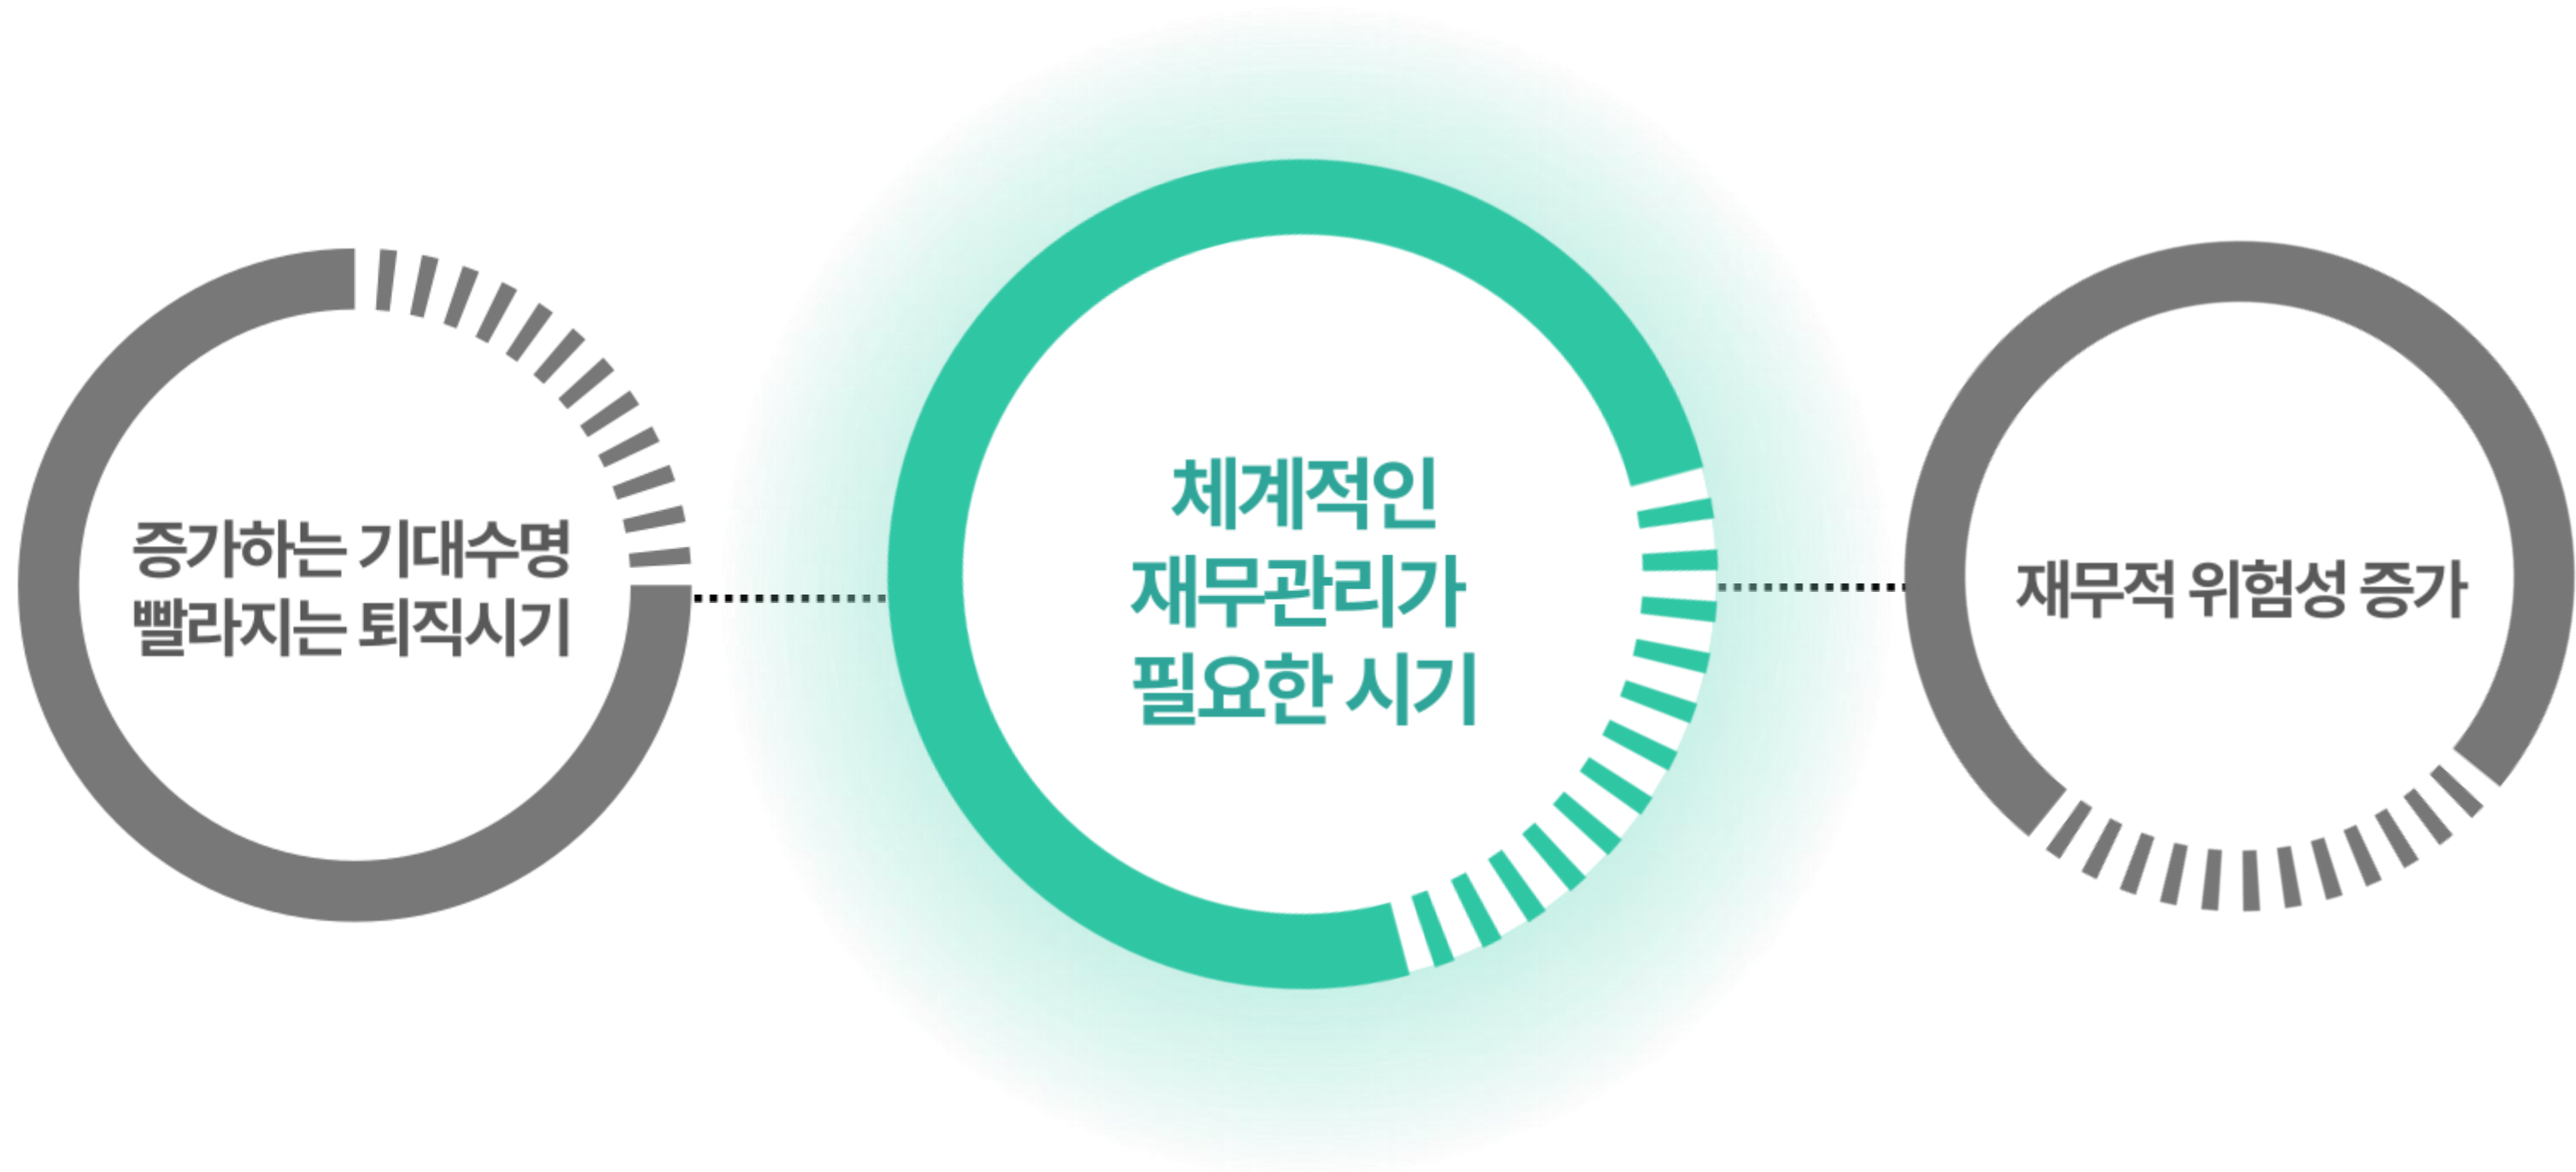 증가하는 기대수명
빨라지는 퇴직시기
체계적인
재무관리가
필요한 시기
재무적 위험성 증가